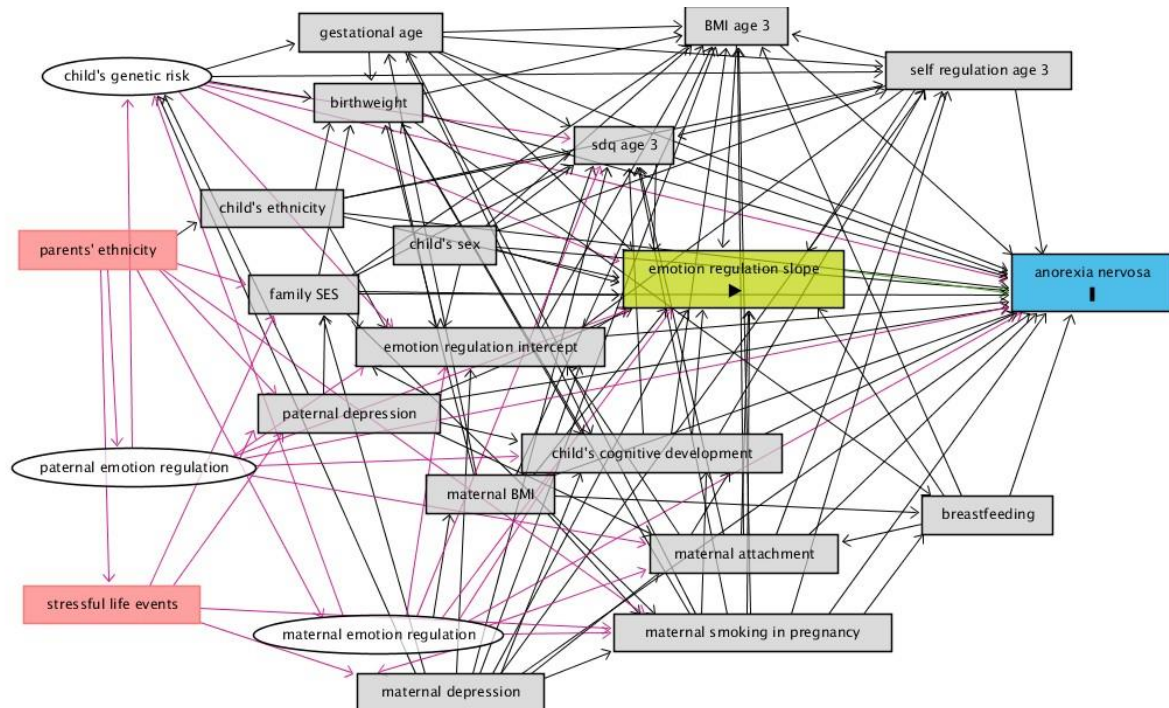 gestational age
BMI age 3
child's genetic risk
self regulation age 3
birthweight
sdq age 3
child's ethnicity
parents' ethnicity
child's sex
emotion regulation slope
anorexia nervosa
family SES
emotion regulation intercept
paternal depression
child's cognitive development
paternal emotion regulation
maternal BMI
breastfeeding
maternal attachment
stressful life events
maternal emotion regulation
maternal smoking in pregnancy
maternal depression